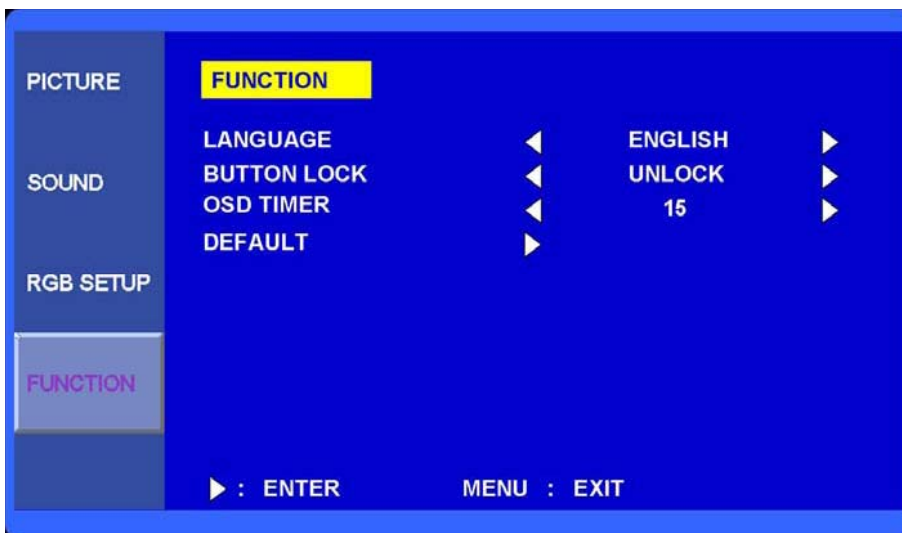 PICTURE
SOUND
RGB SETUP
FUNCTION
FUNCTION
LANGUAGE ENGLISH
BUTTON LOCK UNLOCK
OSD TIMER 15
DEFAULT
: ENTER MENU : EXIT